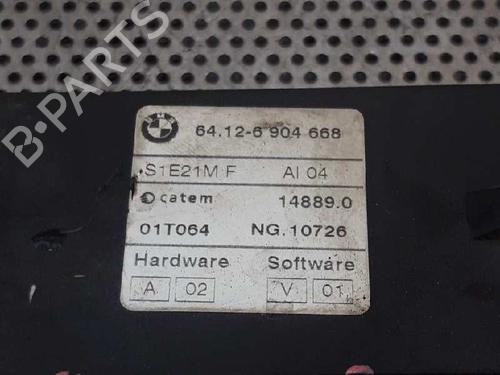 B-PARTS
64.12-6 904 668
S1E21M F AI 04
catem 14889.0
01T064 NG.10726
Hardware Software
A 02 V 01